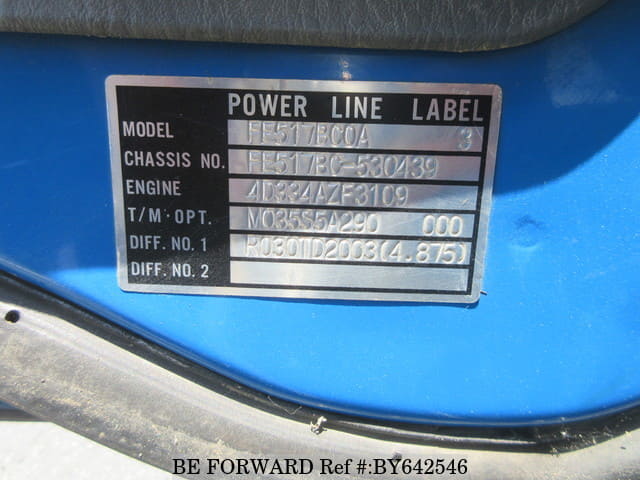 POWER LINE LABEL
MODEL FE517BC0A 3
CHASSIS NO. FE517BC-530439
ENGINE 4D334AZF3109
T/M·OPT. M035S5A290 000
DIFF. NO. 1 R030TD2003(4.875)
DIFF. NO. 2
BE FORWARD Ref #:BY642546